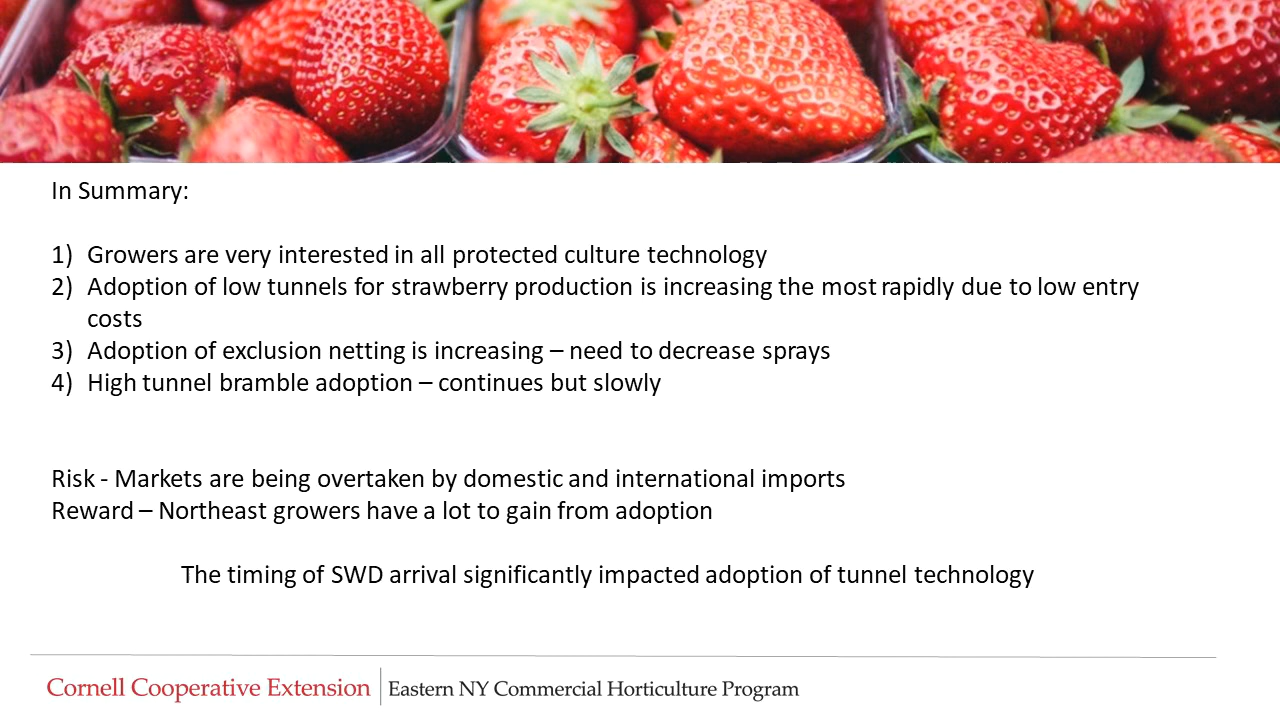 In Summary:
1) Growers are very interested in all protected culture technology
2) Adoption of low tunnels for strawberry production is increasing the most rapidly due to low entry
costs
3) Adoption of exclusion netting is increasing – need to decrease sprays
4) High tunnel bramble adoption – continues but slowly
Risk - Markets are being overtaken by domestic and international imports
Reward – Northeast growers have a lot to gain from adoption
The timing of SWD arrival significantly impacted adoption of tunnel technology
Cornell Cooperative Extension | Eastern NY Commercial Horticulture Program